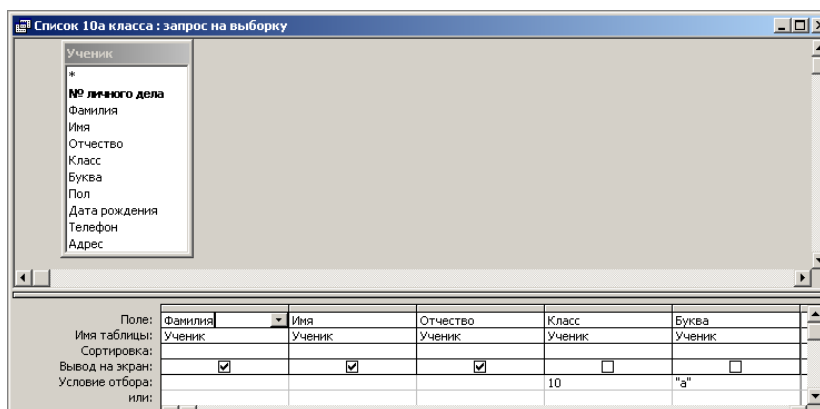 Список 10а класса : запрос на выборку
Ученик
*
№ личного дела
Фамилия
Имя
Отчество
Класс
Буква
Пол
Дата рождения
Телефон
Адрес
Поле: Фамилия Имя Отчество Класс Буква
Имя таблицы: Ученик Ученик Ученик Ученик Ученик
Сортировка:
Вывод на экран:
Условие отбора: 10 "а"
или: